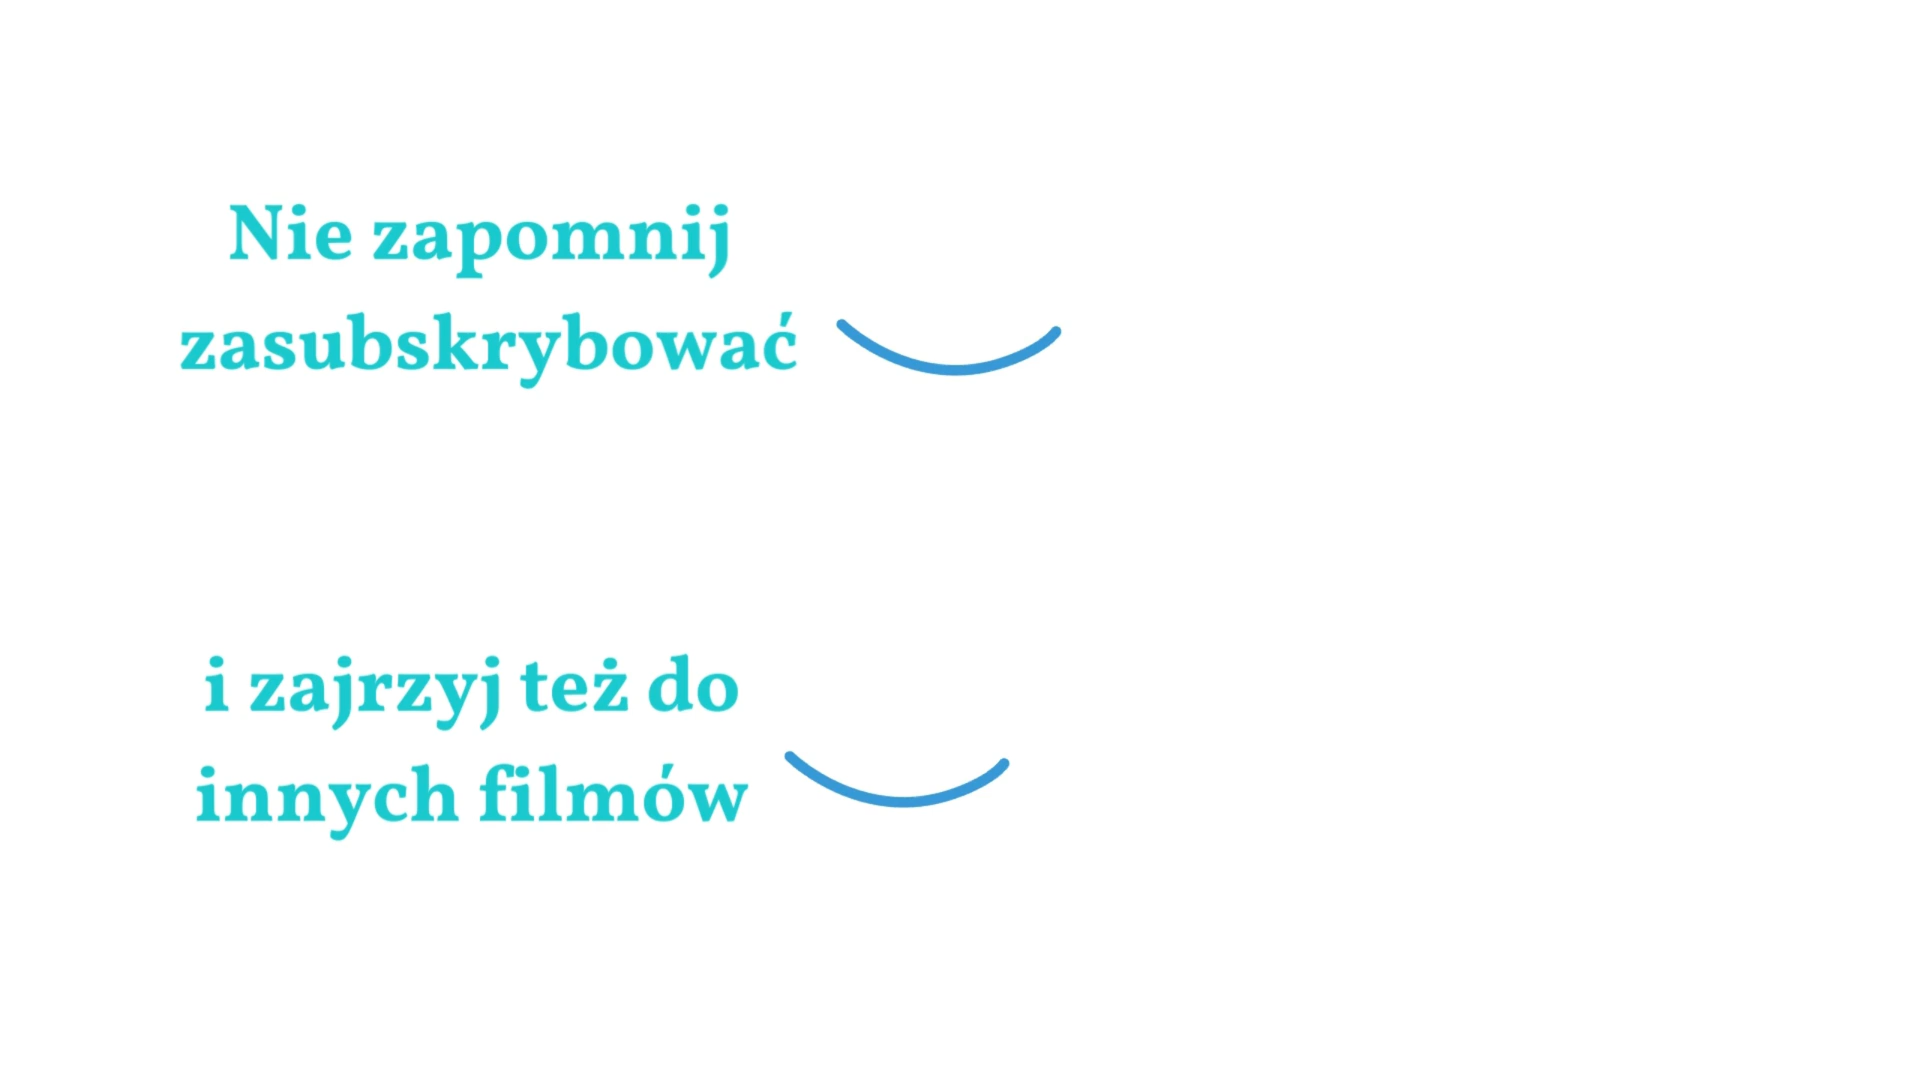 Nie zapomnij
zasubskrybować
i zajrzyj też do
innych filmów